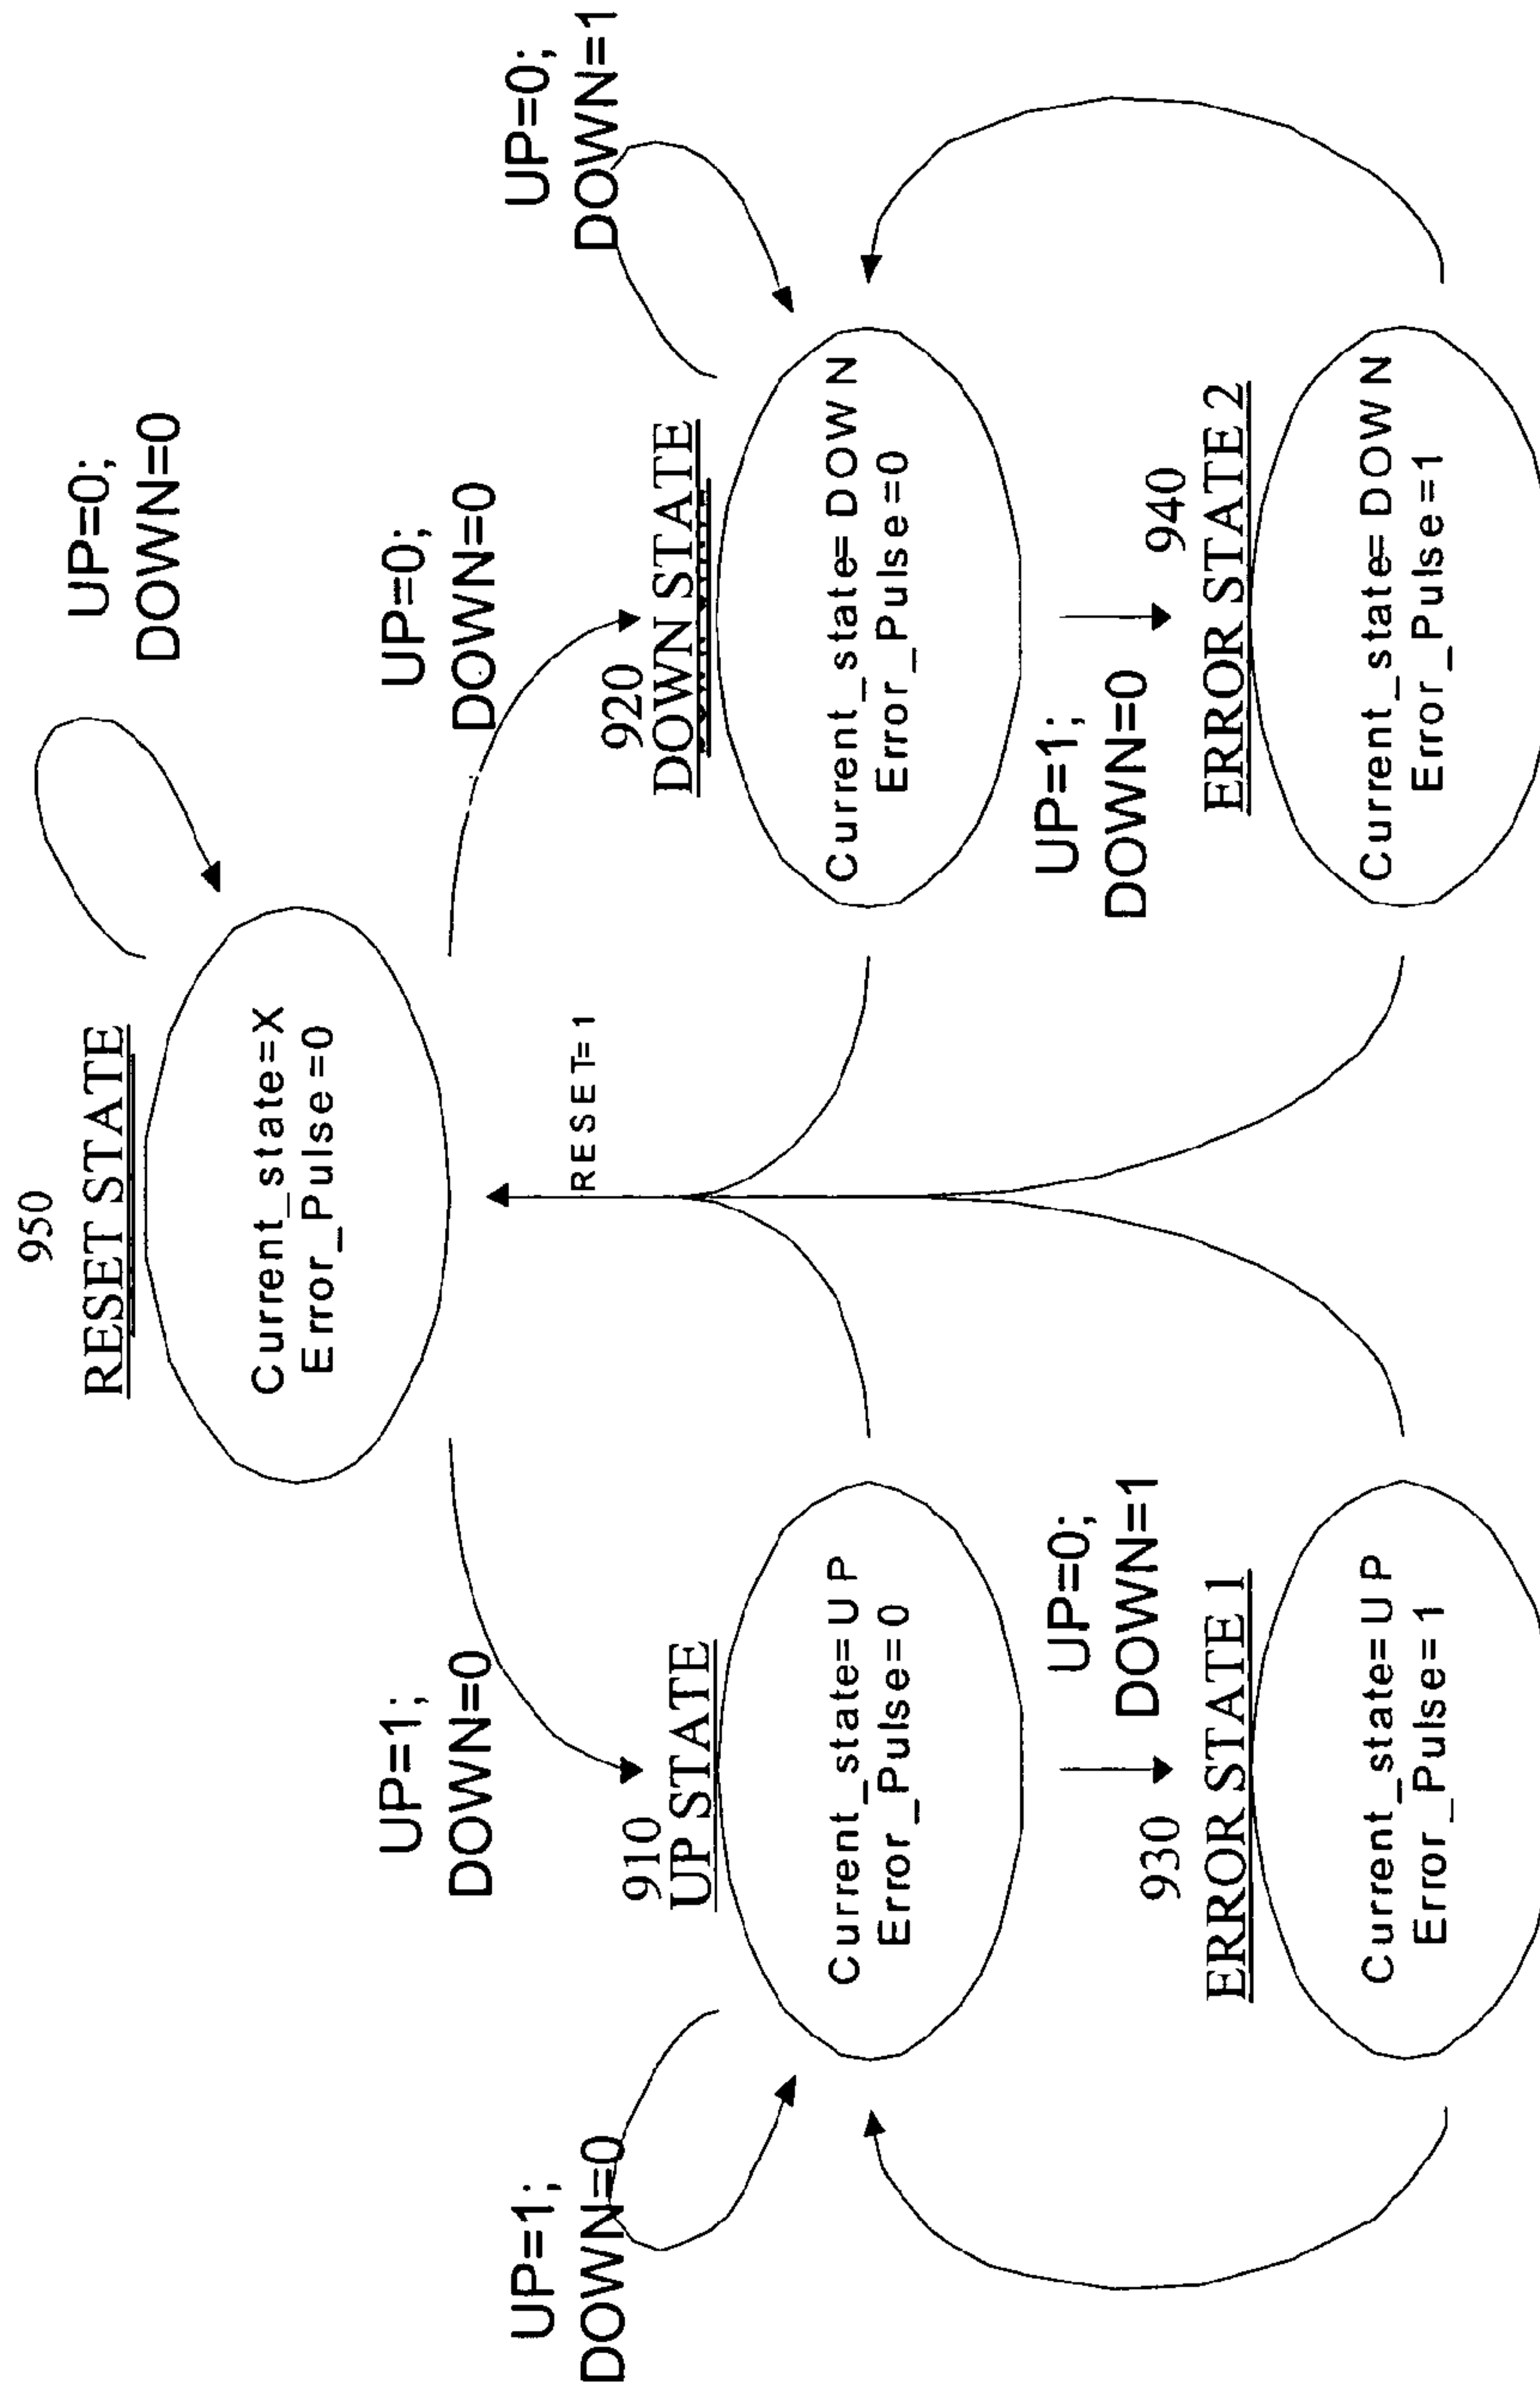 950
RESET STATE
Current_state=X
Error_Pulse=0
UP=0;
DOWN=0
UP=1;
DOWN=0
UP=0;
DOWN=0
RESET=1
UP=1;
DOWN=0
910
UP STATE
Current_state=UP
Error_Pulse=0
920
DOWN STATE
Current_state=DOWN
Error_Pulse=0
UP=0;
DOWN=1
UP=0;
DOWN=1
UP=1;
DOWN=0
930
ERROR STATE 1
Current_state=UP
Error_Pulse=1
940
ERROR STATE 2
Current_state=DOWN
Error_Pulse=1